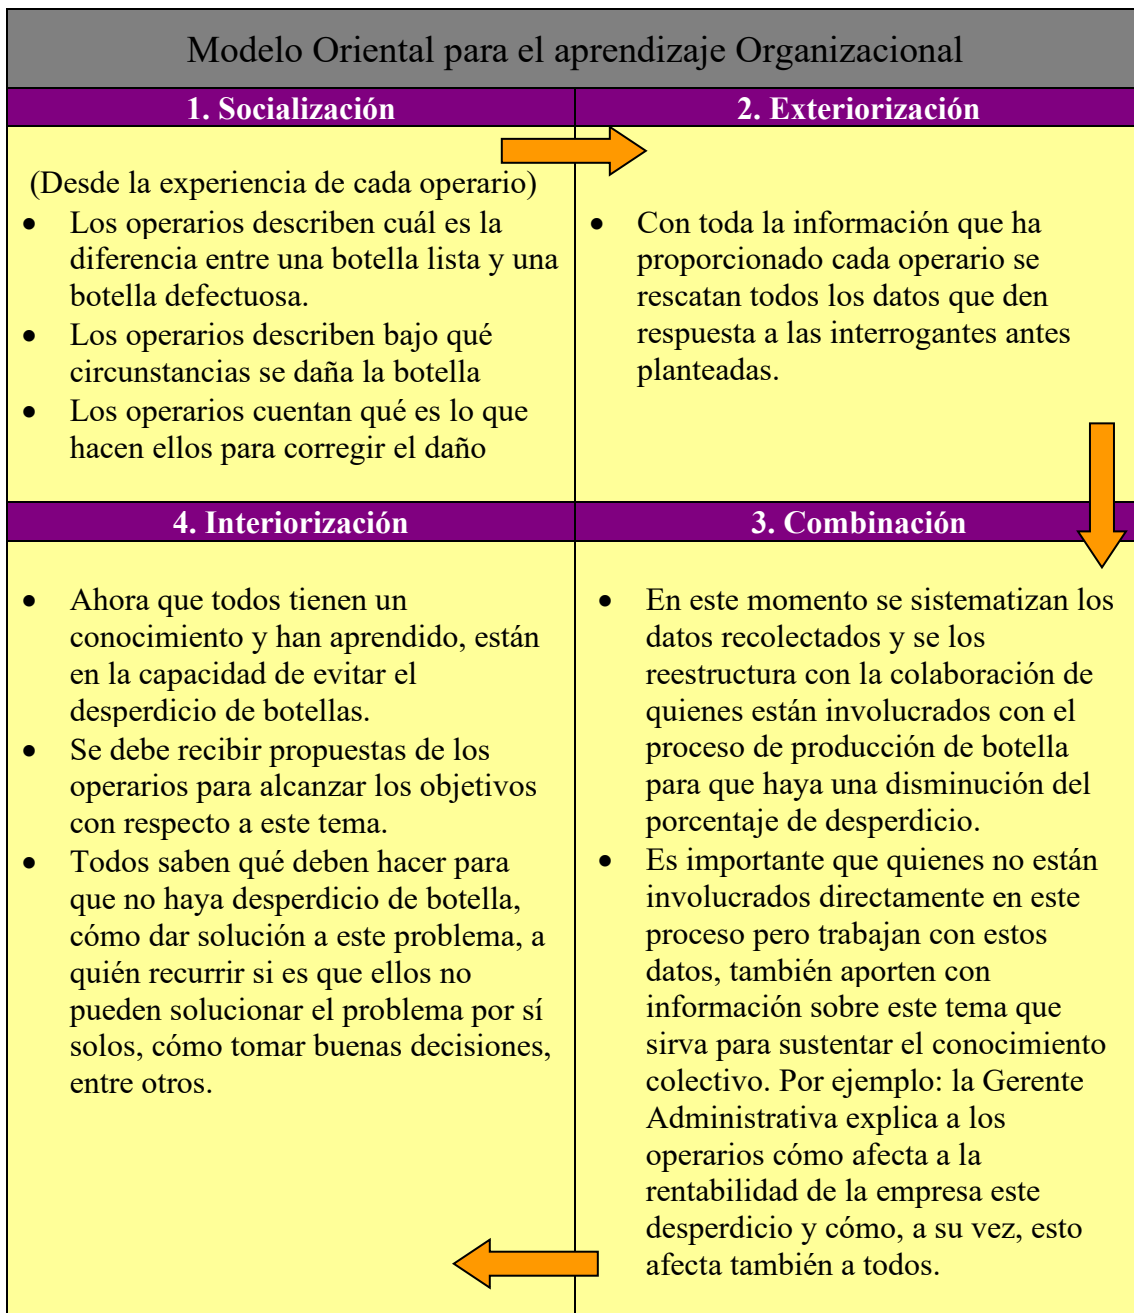 Modelo Oriental para el aprendizaje Organizacional
1. Socialización
2. Exteriorización
(Desde la experiencia de cada operario)
• Los operarios describen cuál es la
diferencia entre una botella lista y una
botella defectuosa.
• Los operarios describen bajo qué
circunstancias se daña la botella
• Los operarios cuentan qué es lo que
hacen ellos para corregir el daño
• Con toda la información que ha
proporcionado cada operario se
rescatan todos los datos que den
respuesta a las interrogantes antes
planteadas.
4. Interiorización
3. Combinación
• Ahora que todos tienen un
conocimiento y han aprendido, están
en la capacidad de evitar el
desperdicio de botellas.
• Se debe recibir propuestas de los
operarios para alcanzar los objetivos
con respecto a este tema.
• Todos saben qué deben hacer para
que no haya desperdicio de botella,
cómo dar solución a este problema, a
quién recurrir si es que ellos no
pueden solucionar el problema por sí
solos, cómo tomar buenas decisiones,
entre otros.
• En este momento se sistematizan los
datos recolectados y se los
reestructura con la colaboración de
quienes están involucrados con el
proceso de producción de botella
para que haya una disminución del
porcentaje de desperdicio.
• Es importante que quienes no están
involucrados directamente en este
proceso pero trabajan con estos
datos, también aporten con
información sobre este tema que
sirva para sustentar el conocimiento
colectivo. Por ejemplo: la Gerente
Administrativa explica a los
operarios cómo afecta a la
rentabilidad de la empresa este
desperdicio y cómo, a su vez, esto
afecta también a todos.